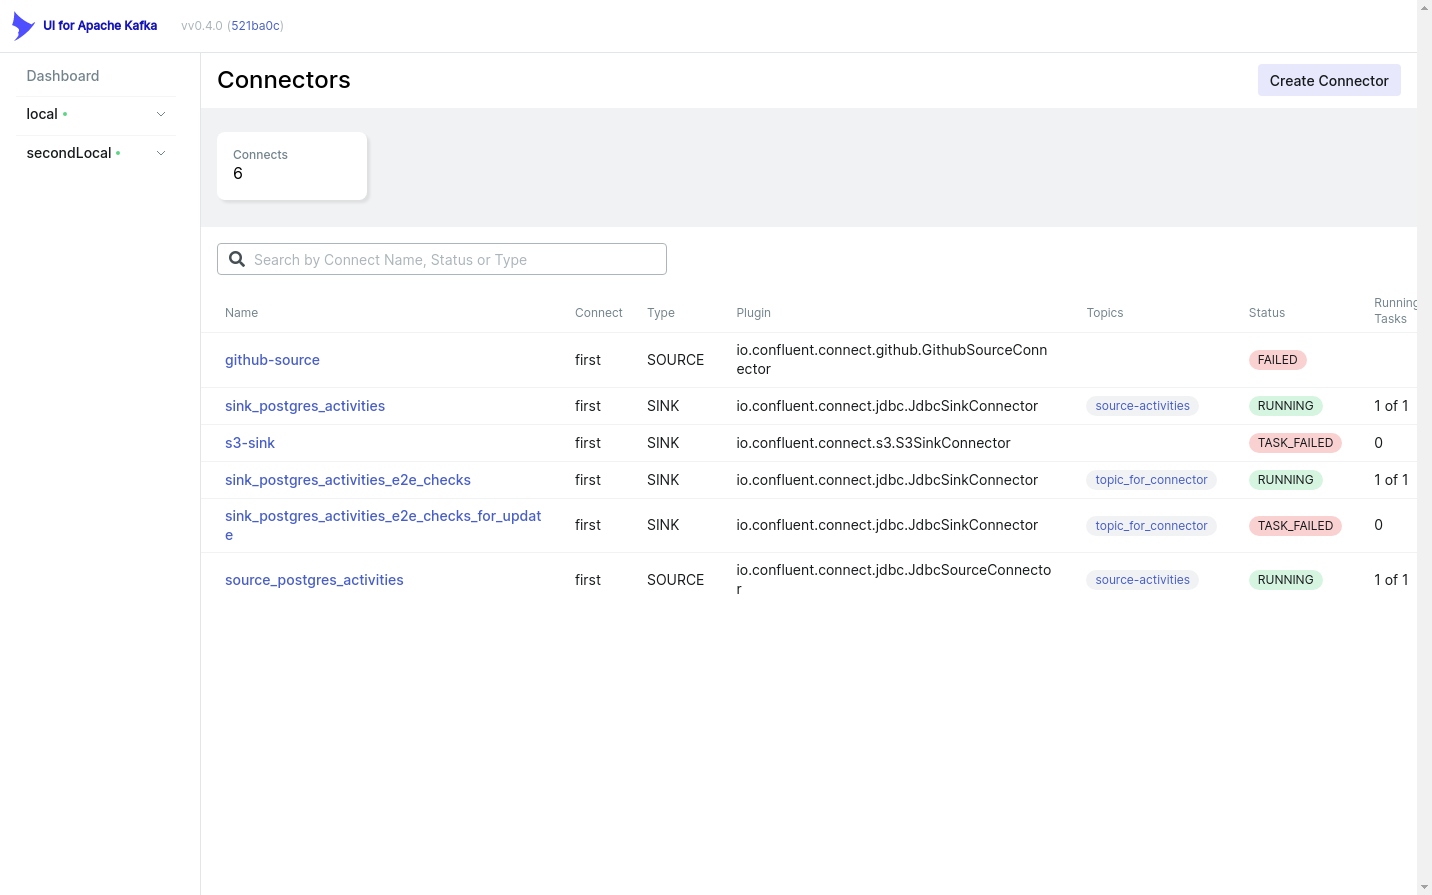 UI for Apache Kafka vv0.4.0 (521ba0c)
Dashboard
local
secondLocal
Connectors
Create Connector
Connects
6
Search by Connect Name, Status or Type
Name Connect Type Plugin Topics Status Running
Tasks
github-source first SOURCE io.confluent.connect.github.GithubSourceConn
ector FAILED
sink_postgres_activities first SINK io.confluent.connect.jdbc.JdbcSinkConnector source-activities RUNNING 1 of 1
s3-sink first SINK io.confluent.connect.s3.S3SinkConnector TASK_FAILED 0
sink_postgres_activities_e2e_checks first SINK io.confluent.connect.jdbc.JdbcSinkConnector topic_for_connector RUNNING 1 of 1
sink_postgres_activities_e2e_checks_for_updat
e first SINK io.confluent.connect.jdbc.JdbcSinkConnector topic_for_connector TASK_FAILED 0
source_postgres_activities first SOURCE io.confluent.connect.jdbc.JdbcSourceConnecto
r source-activities RUNNING 1 of 1